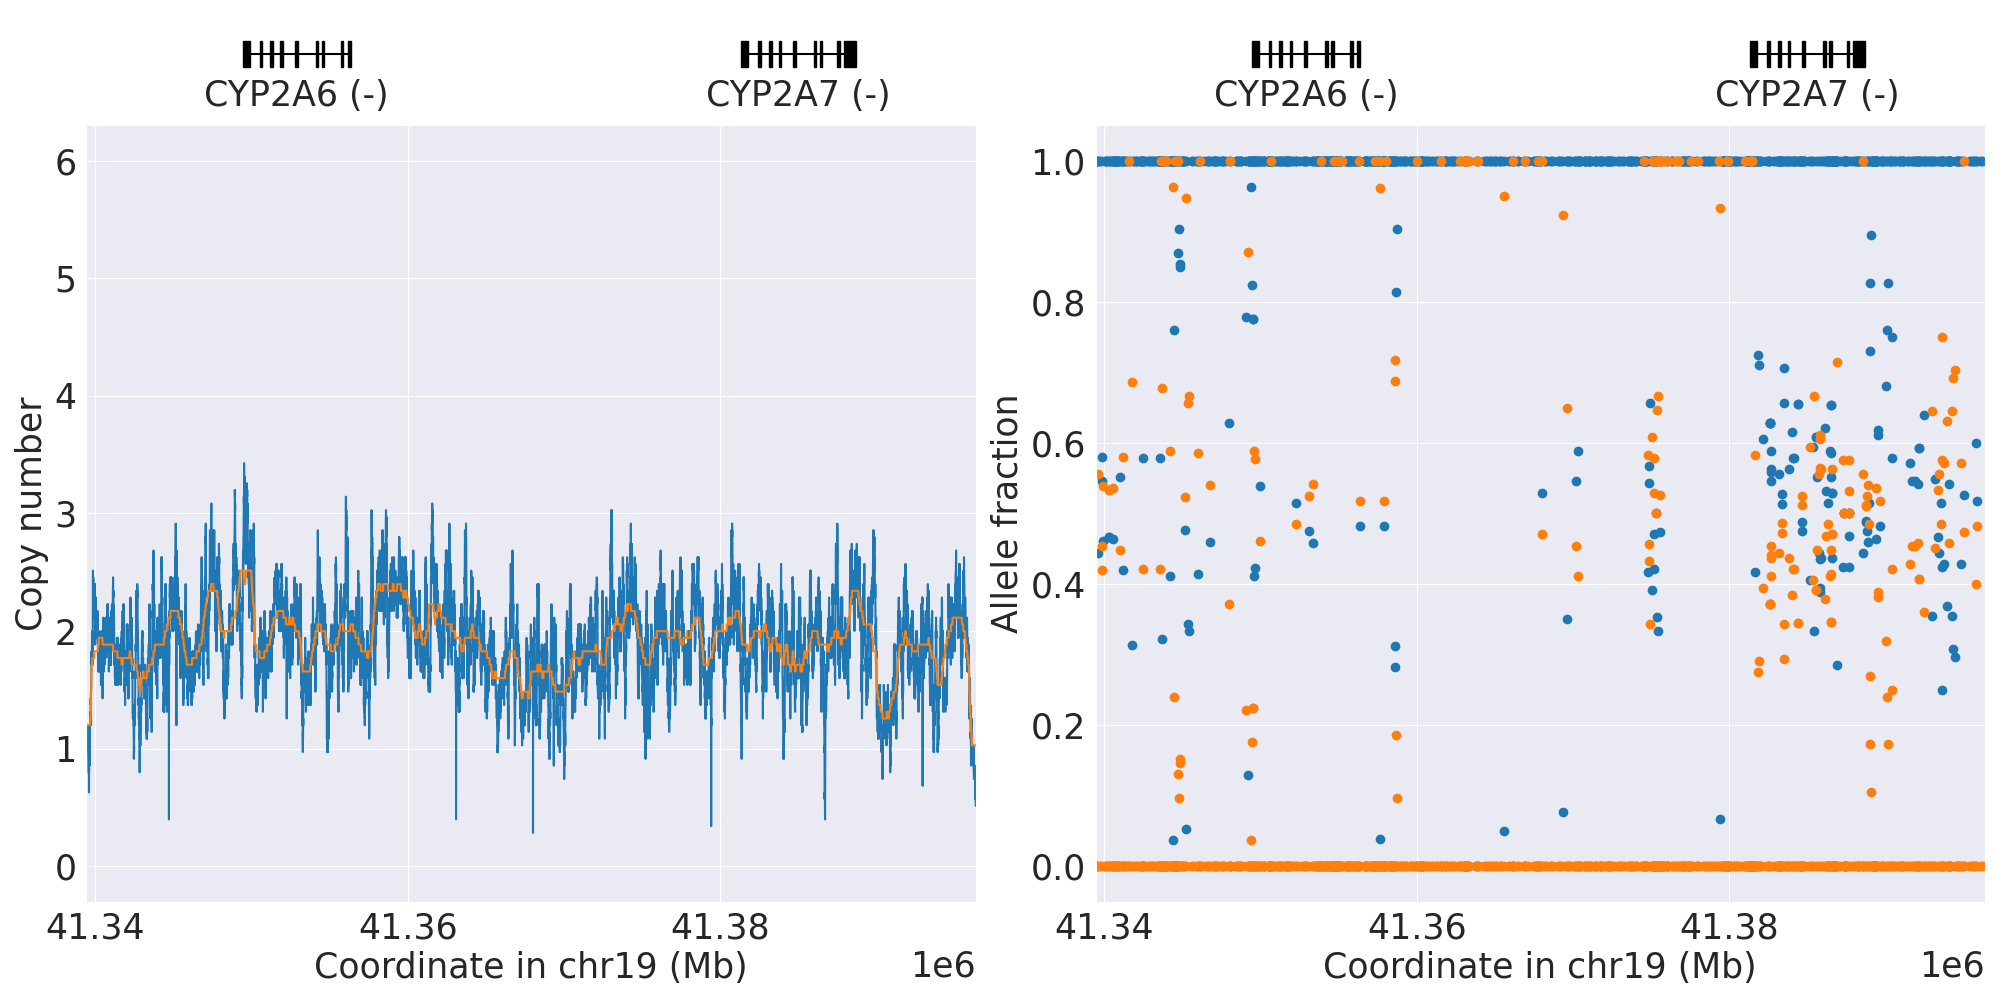 CYP2A6 (-)
CYP2A7 (-)
6
5
4
3
2
1
0
Copy number
41.34
41.36
41.38
Coordinate in chr19 (Mb)
1e6
CYP2A6 (-)
CYP2A7 (-)
1.0
0.8
0.6
0.4
0.2
0.0
Allele fraction
41.34
41.36
41.38
Coordinate in chr19 (Mb)
1e6